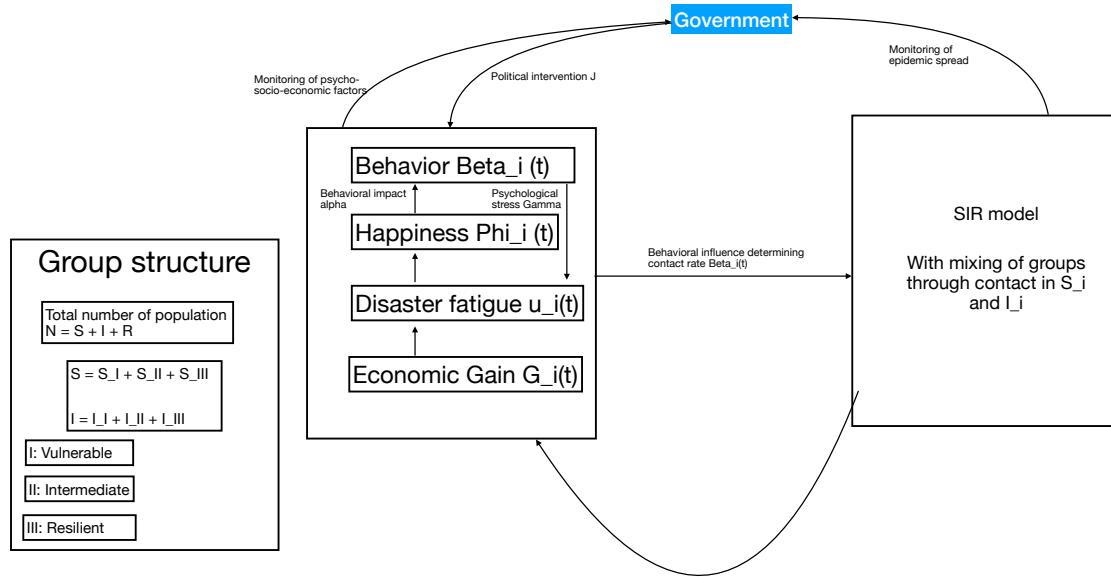 Government
Monitoring of psycho-
socio-economic factors
Political intervention J
Monitoring of
epidemic spread
Behavior Beta_i (t)
Behavioral impact
alpha
Psychological
stress Gamma
Happiness Phi_i (t)
Disaster fatigue u_i(t)
Economic Gain G_i(t)
Behavioral influence determining
contact rate Beta_i(t)
SIR model
With mixing of groups
through contact in S_i
and I_i
Group structure
Total number of population
N = S + I + R
S = S_I + S_II + S_III
I = I_I + I_II + I_III
I: Vulnerable
II: Intermediate
III: Resilient